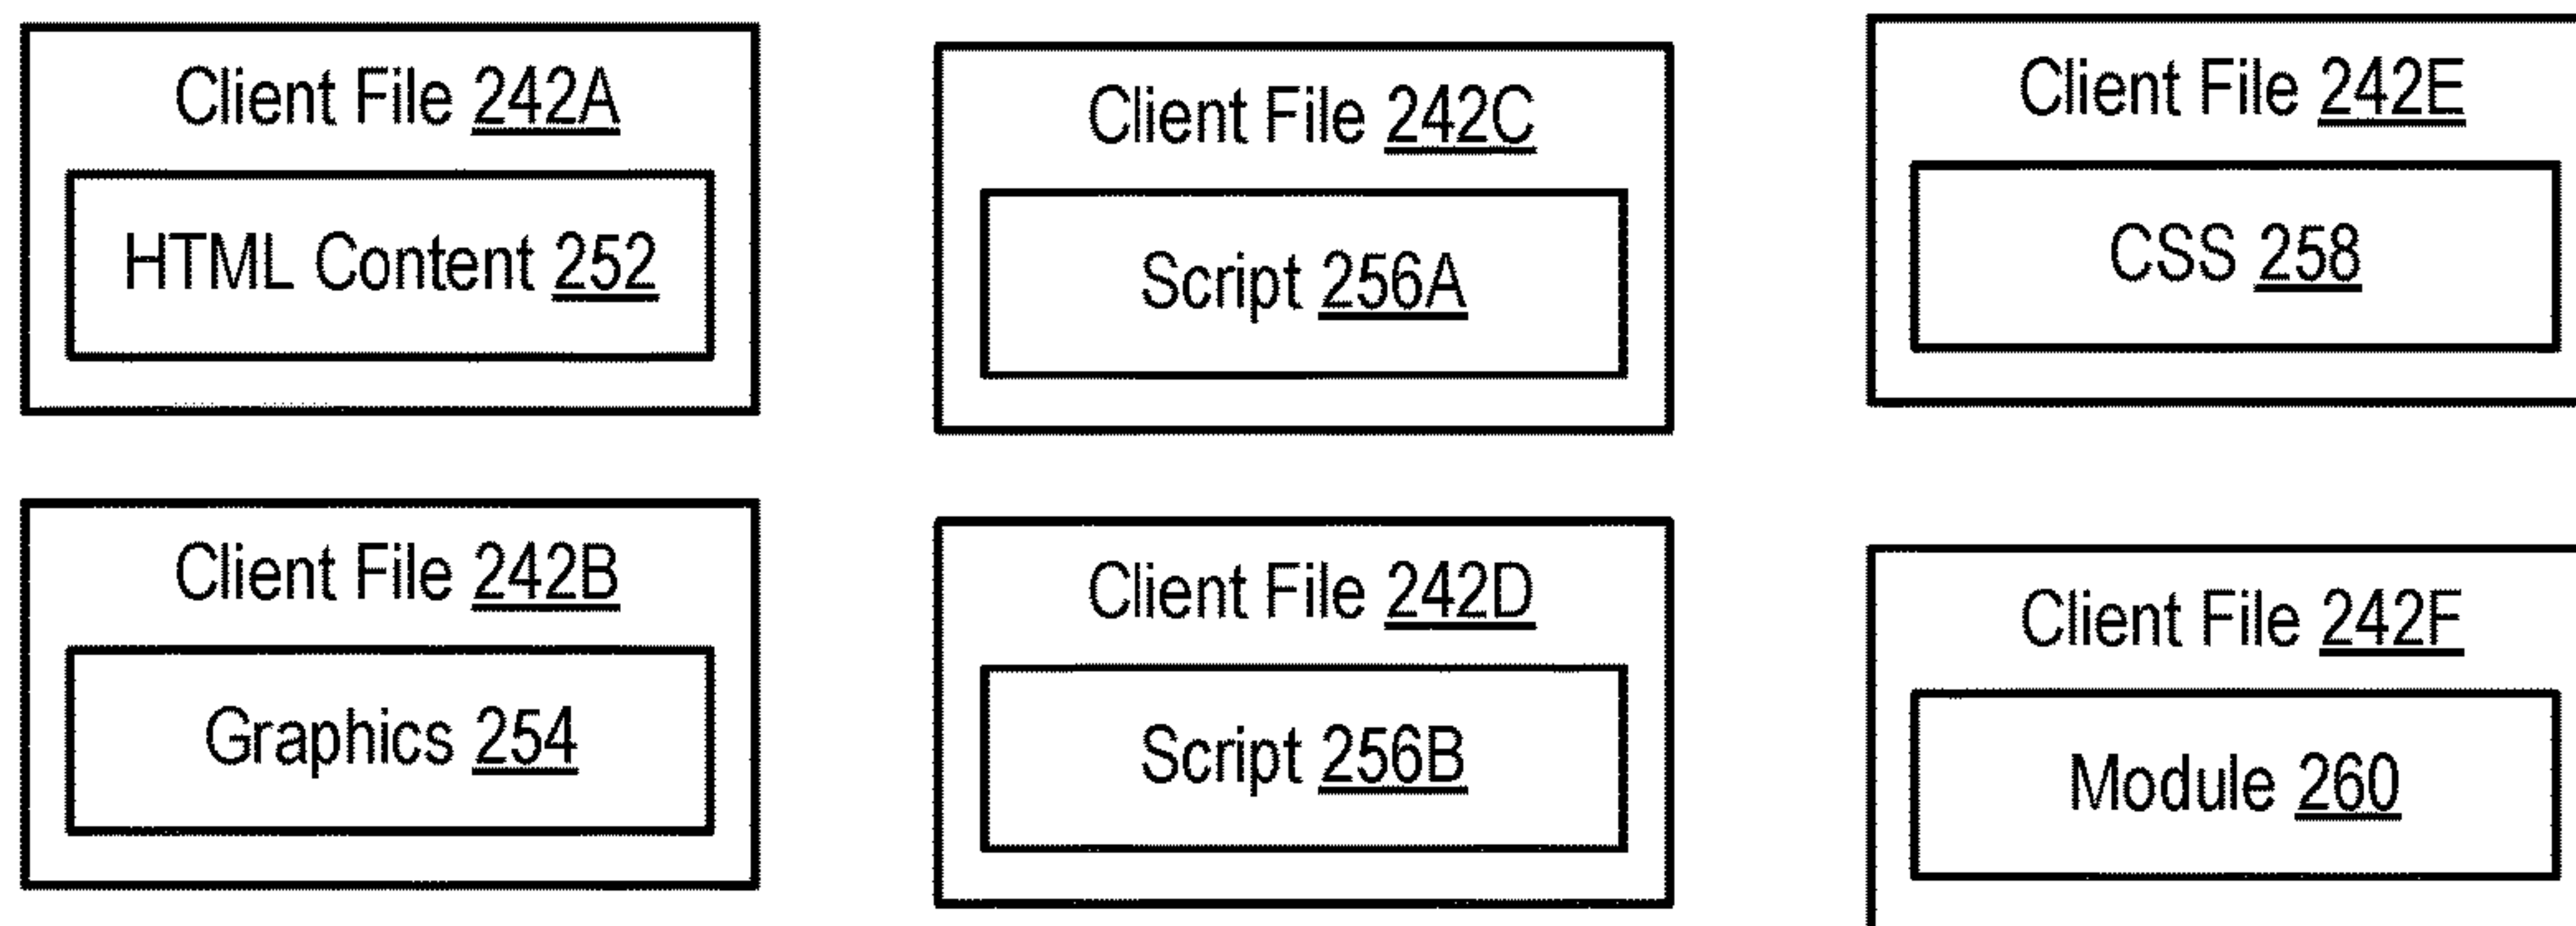 Client File 242A
HTML Content 252
Client File 242C
Script 256A
Client File 242E
CSS 258
Client File 242B
Graphics 254
Client File 242D
Script 256B
Client File 242F
Module 260